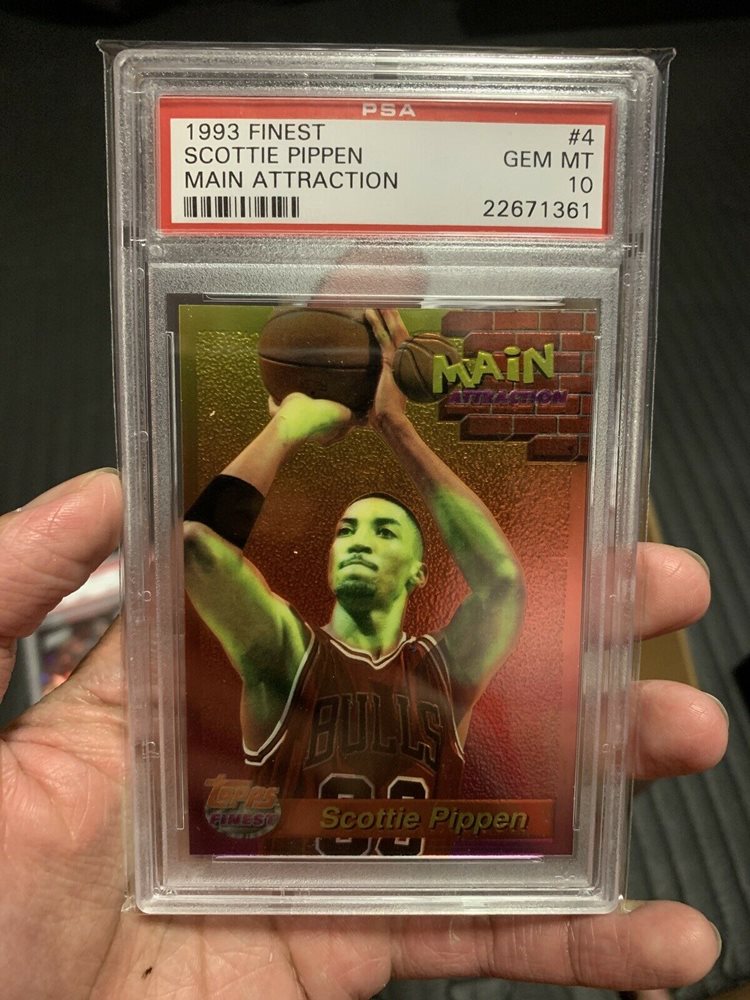 PSA
1993 FINEST #4
SCOTTIE PIPPEN GEM MT
MAIN ATTRACTION 10
22671361
MAiN
ATTRACTION
BULLS
33
TOPPS
FINEST
Scottie Pippen